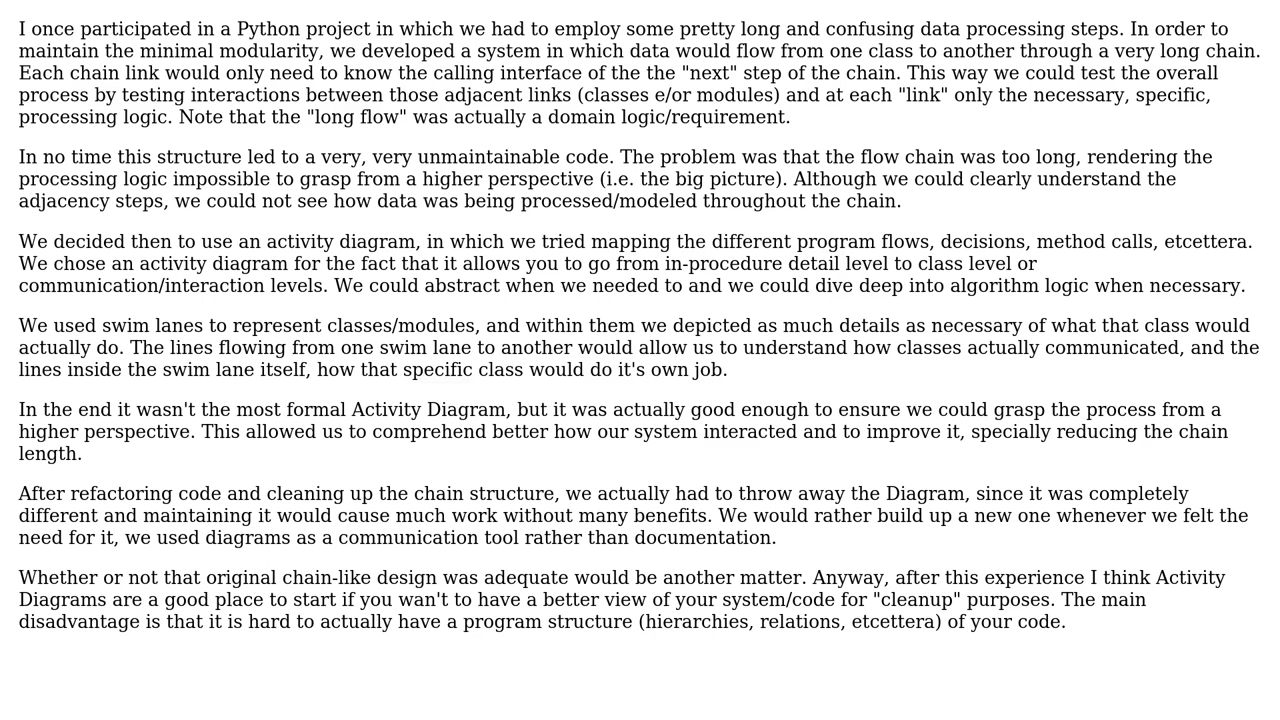 I once participated in a Python project in which we had to employ some pretty long and confusing data processing steps. In order to
maintain the minimal modularity, we developed a system in which data would flow from one class to another through a very long chain.
Each chain link would only need to know the calling interface of the the "next" step of the chain. This way we could test the overall
process by testing interactions between those adjacent links (classes e/or modules) and at each "link" only the necessary, specific,
processing logic. Note that the "long flow" was actually a domain logic/requirement.
In no time this structure led to a very, very unmaintainable code. The problem was that the flow chain was too long, rendering the
processing logic impossible to grasp from a higher perspective (i.e. the big picture). Although we could clearly understand the
adjacency steps, we could not see how data was being processed/modeled throughout the chain.
We decided then to use an activity diagram, in which we tried mapping the different program flows, decisions, method calls, etcettera.
We chose an activity diagram for the fact that it allows you to go from in-procedure detail level to class level or
communication/interaction levels. We could abstract when we needed to and we could dive deep into algorithm logic when necessary.
We used swim lanes to represent classes/modules, and within them we depicted as much details as necessary of what that class would
actually do. The lines flowing from one swim lane to another would allow us to understand how classes actually communicated, and the
lines inside the swim lane itself, how that specific class would do it's own job.
In the end it wasn't the most formal Activity Diagram, but it was actually good enough to ensure we could grasp the process from a
higher perspective. This allowed us to comprehend better how our system interacted and to improve it, specially reducing the chain
length.
After refactoring code and cleaning up the chain structure, we actually had to throw away the Diagram, since it was completely
different and maintaining it would cause much work without many benefits. We would rather build up a new one whenever we felt the
need for it, we used diagrams as a communication tool rather than documentation.
Whether or not that original chain-like design was adequate would be another matter. Anyway, after this experience I think Activity
Diagrams are a good place to start if you wan't to have a better view of your system/code for "cleanup" purposes. The main
disadvantage is that it is hard to actually have a program structure (hierarchies, relations, etcettera) of your code.